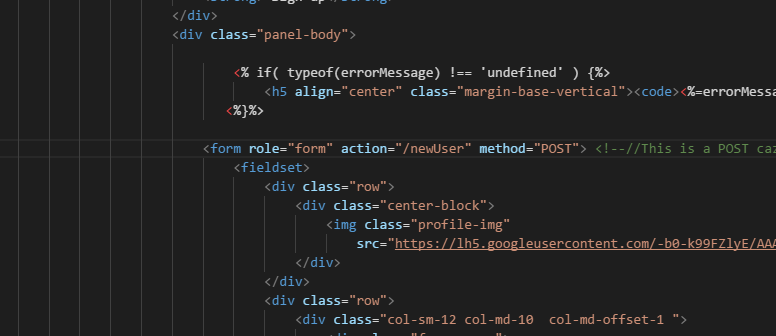 </div>
<div class="panel-body">
<% if( typeof(errorMessage) !== 'undefined' ) {%>
<h5 align="center" class="margin-base-vertical"><code><%=errorMessa
<%}%>
<form role="form" action="/newUser" method="POST"> <!--//This is a POST caz
<fieldset>
<div class="row">
<div class="center-block">
<img class="profile-img"
src="https://lh5.googleusercontent.com/-b0-k99FZlyE/AAA
</div>
</div>
<div class="row">
<div class="col-sm-12 col-md-10  col-md-offset-1 ">